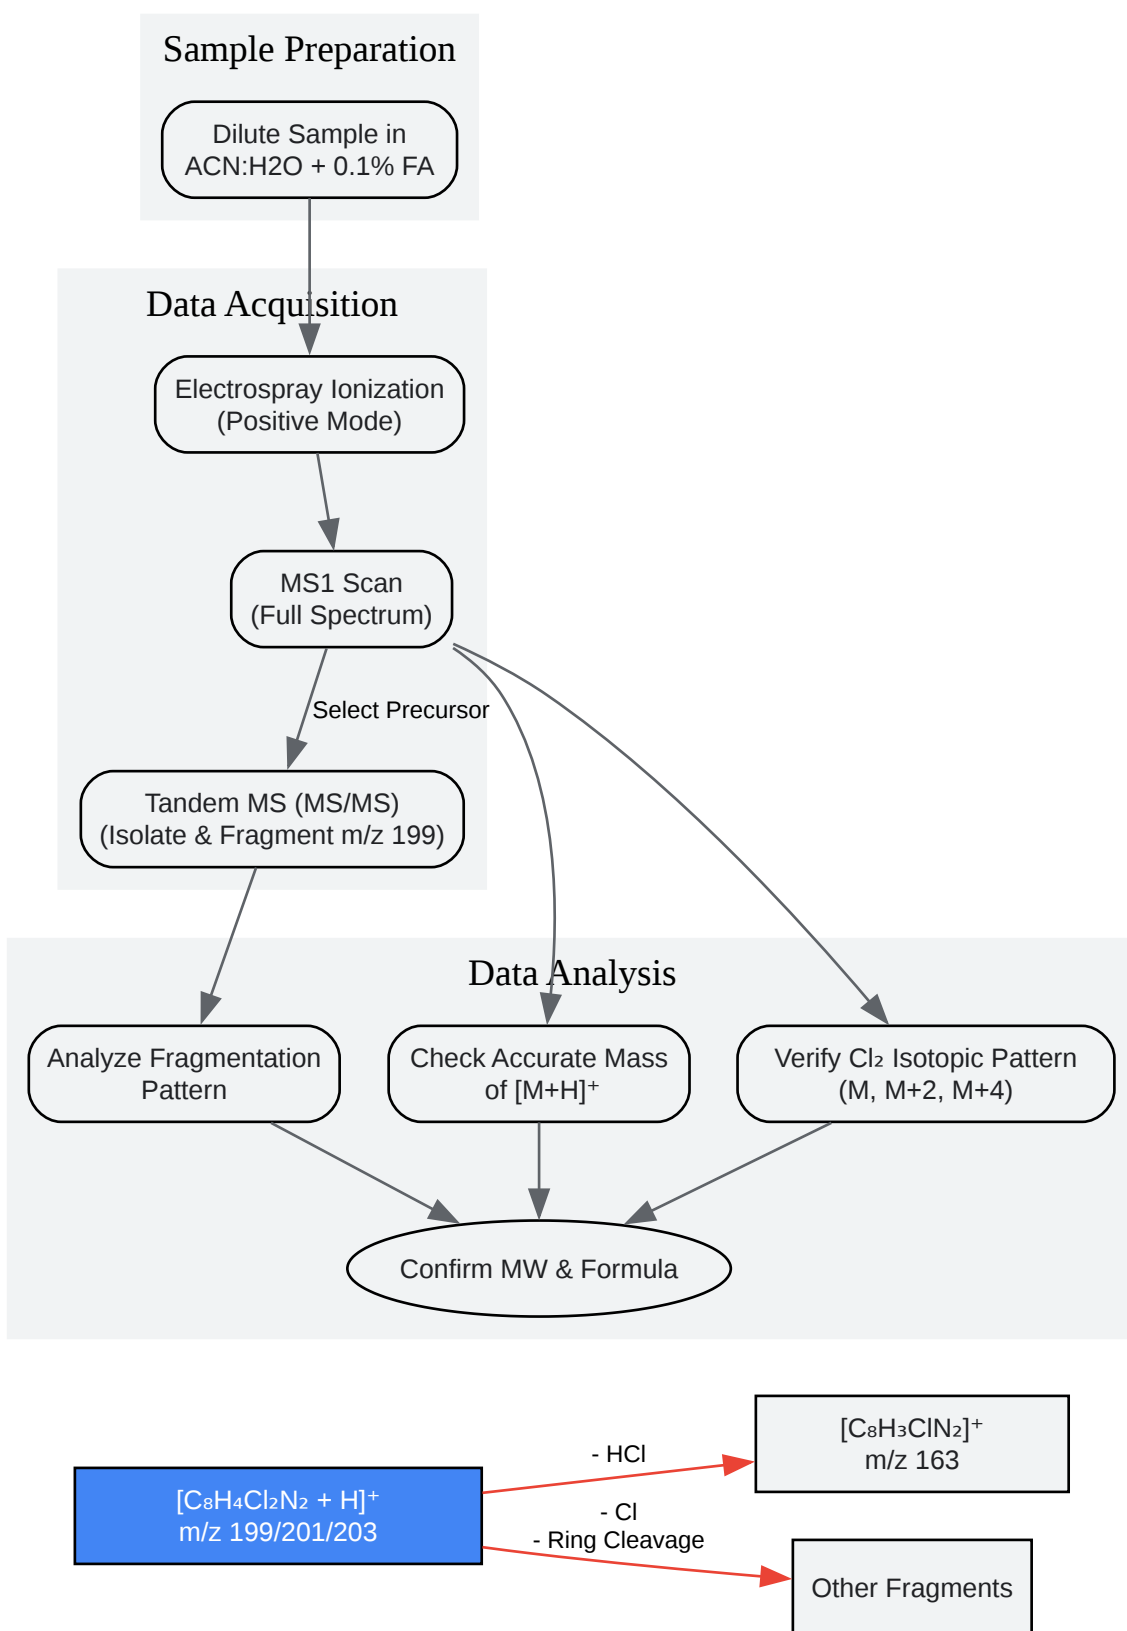 Sample Preparation
Dilute Sample in
ACN:H2O + 0.1% FA
Data Acquisition
Electrospray Ionization
(Positive Mode)
MS1 Scan
(Full Spectrum)
Select Precursor
Tandem MS (MS/MS)
(Isolate & Fragment m/z 199)
Data Analysis
Analyze Fragmentation
Pattern
Check Accurate Mass
of [M+H]⁺
Verify Cl₂ Isotopic Pattern
(M, M+2, M+4)
Confirm MW & Formula
[C₈H₄Cl₂N₂ + H]⁺
m/z 199/201/203
- HCl
[C₈H₃ClN₂]⁺
m/z 163
- Cl
- Ring Cleavage
Other Fragments